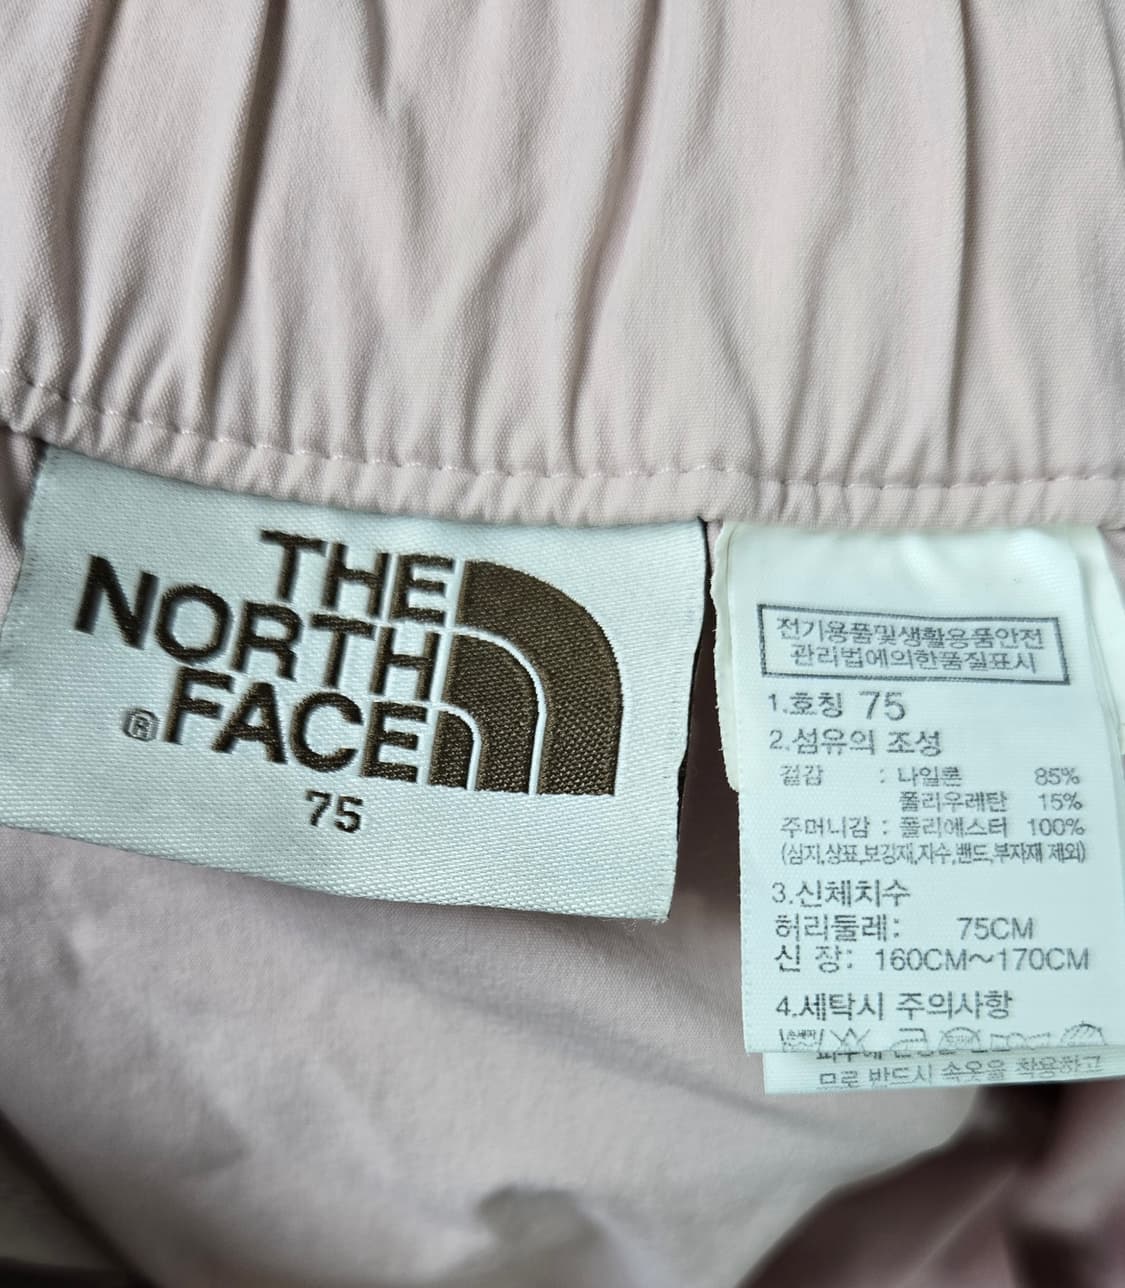 THE
NORTH
® FACE
75
전기용품및생활용품안전
관리법에의한품질표시
1.호칭 75
2.섬유의 조성
겉감 : 나일론 85%
폴리우레탄 15%
주머니감 : 폴리에스터 100%
(심지,상표,보강재,자수,밴드,부자재 제외)
3.신체치수
허리둘레: 75CM
신 장: 160CM~170CM
4.세탁시 주의사항
므로 반드시 속옷을 착용하고